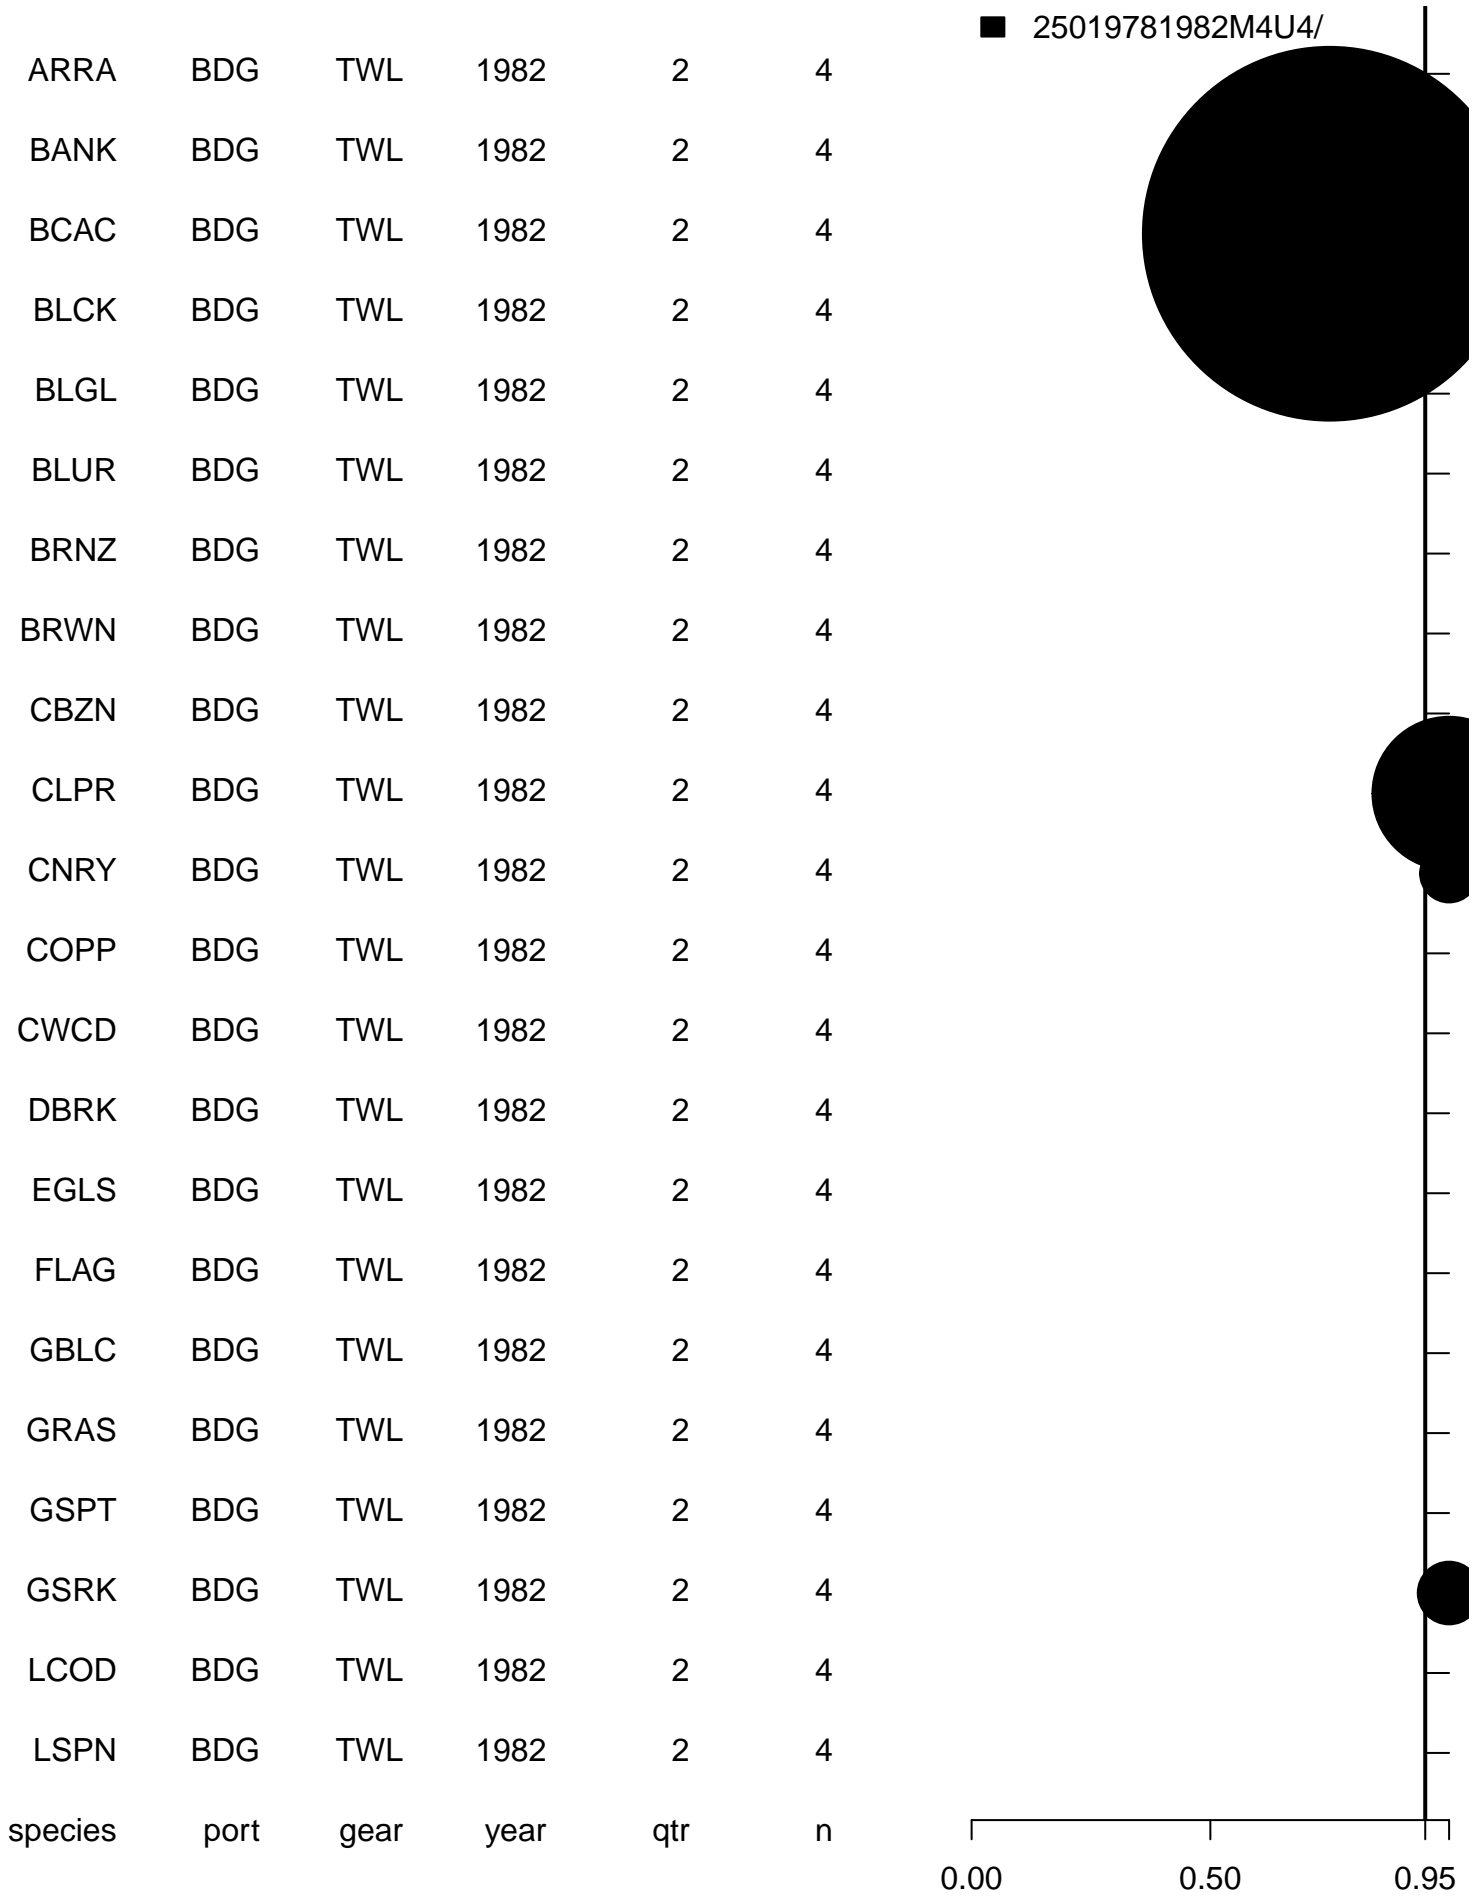 25019781982M4U4/
ARRA BDG TWL 1982 2 4
BANK BDG TWL 1982 2 4
BCAC BDG TWL 1982 2 4
BLCK BDG TWL 1982 2 4
BLGL BDG TWL 1982 2 4
BLUR BDG TWL 1982 2 4
BRNZ BDG TWL 1982 2 4
BRWN BDG TWL 1982 2 4
CBZN BDG TWL 1982 2 4
CLPR BDG TWL 1982 2 4
CNRY BDG TWL 1982 2 4
COPP BDG TWL 1982 2 4
CWCD BDG TWL 1982 2 4
DBRK BDG TWL 1982 2 4
EGLS BDG TWL 1982 2 4
FLAG BDG TWL 1982 2 4
GBLC BDG TWL 1982 2 4
GRAS BDG TWL 1982 2 4
GSPT BDG TWL 1982 2 4
GSRK BDG TWL 1982 2 4
LCOD BDG TWL 1982 2 4
LSPN BDG TWL 1982 2 4
species port gear year qtr n
0.00 0.50 0.95